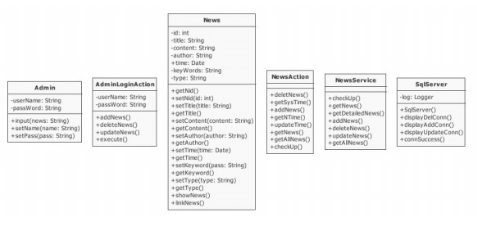 Admin
-userName: String
-passWord: String
+input(news: String)
+setName(name: String)
+setPass(pass: String)
AdminLoginAction
-userName: String
-passWord: String
+addNews()
+deleteNews()
+updateNews()
+execute()
News
-id: int
-title: String
-content: String
-author: String
-time: Date
-keyWords: String
-type: String
+getNid()
+setNid(id: int)
+setTitle(title: String)
+getTitle()
+setContent(content: String)
+getContent()
+setAuthor(author: String)
+getAuthor()
+setTime(time: Date)
+getTime()
+setKeyword(pass: String)
+getKeyword()
+setType(type: String)
+getType()
+showNews()
+linkNews()
NewsAction
+deletNews()
+getSysTime()
+addNews()
+getNTime()
+updateTime()
+getNews()
+getAllNews()
+checkUp()
NewsService
+checkUp()
+getNews()
+getDetailedNews()
+addNews()
+deleteNews()
+updateNews()
+getAllNews()
SqlServer
-log: Logger
+SqlServer()
+displayDelConn()
+displayAddConn()
+displayUpdateConn()
+connSuccess()